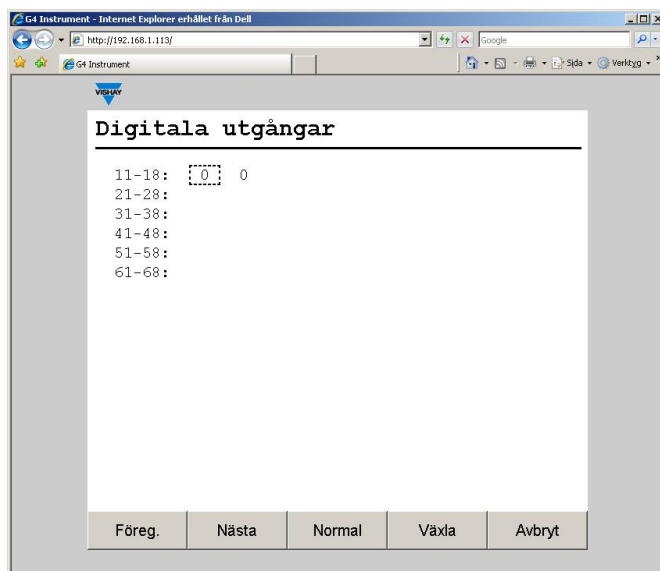 G4 Instrument - Internet Explorer erhållet från Dell
http://192.168.1.113/
Google
G4 Instrument
Sida
Verktyg
VISHAY
Digitala utgångar
11-18: 0 0
21-28:
31-38:
41-48:
51-58:
61-68:
Föreg. Nästa Normal Växla Avbryt